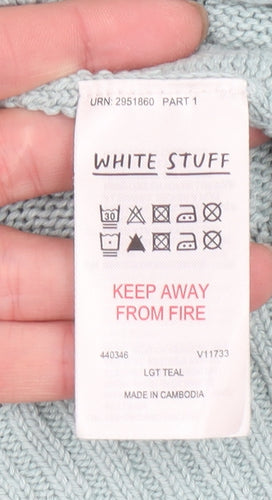 URN: 2951860 PART 1
WHITE STUFF
30
KEEP AWAY
FROM FIRE
440346 V11733
LGT TEAL
MADE IN CAMBODIA